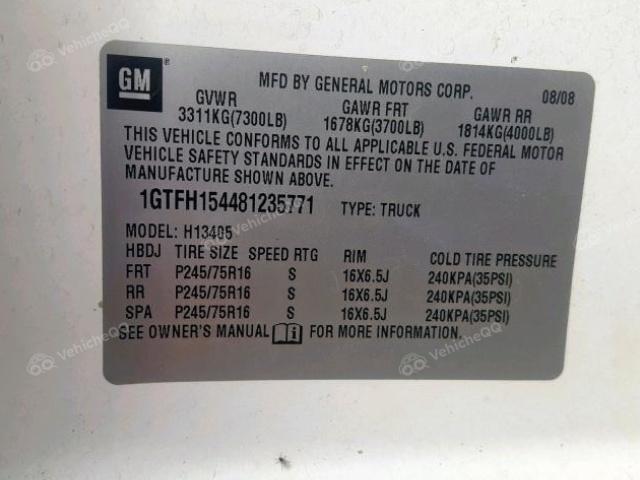 GM
MFD BY GENERAL MOTORS CORP. 08/08
GVWR GAWR FRT GAWR RR
3311KG(7300LB) 1678KG(3700LB) 1814KG(4000LB)
THIS VEHICLE CONFORMS TO ALL APPLICABLE U.S. FEDERAL MOTOR
VEHICLE SAFETY STANDARDS IN EFFECT ON THE DATE OF
MANUFACTURE SHOWN ABOVE.
1GTFH154481235771 TYPE: TRUCK
MODEL: H13405
HBDJ TIRE SIZE SPEED RTG RIM COLD TIRE PRESSURE
FRT P245/75R16 S 16X6.5J 240KPA(35PSI)
RR P245/75R16 S 16X6.5J 240KPA(35PSI)
SPA P245/75R16 S 16X6.5J 240KPA(35PSI)
SEE OWNER'S MANUAL FOR MORE INFORMATION.
VehicheQQ